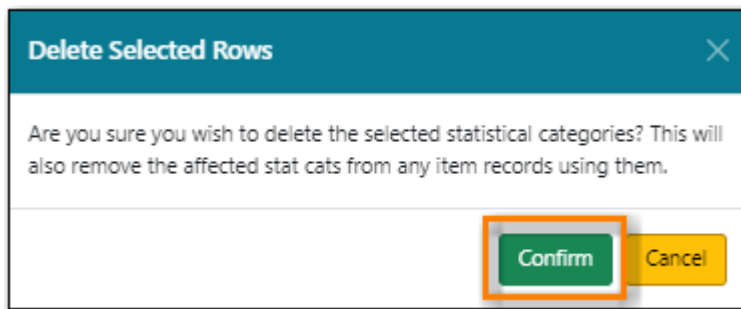 Delete Selected Rows
Are you sure you wish to delete the selected statistical categories? This will
also remove the affected stat cats from any item records using them.
Confirm Cancel